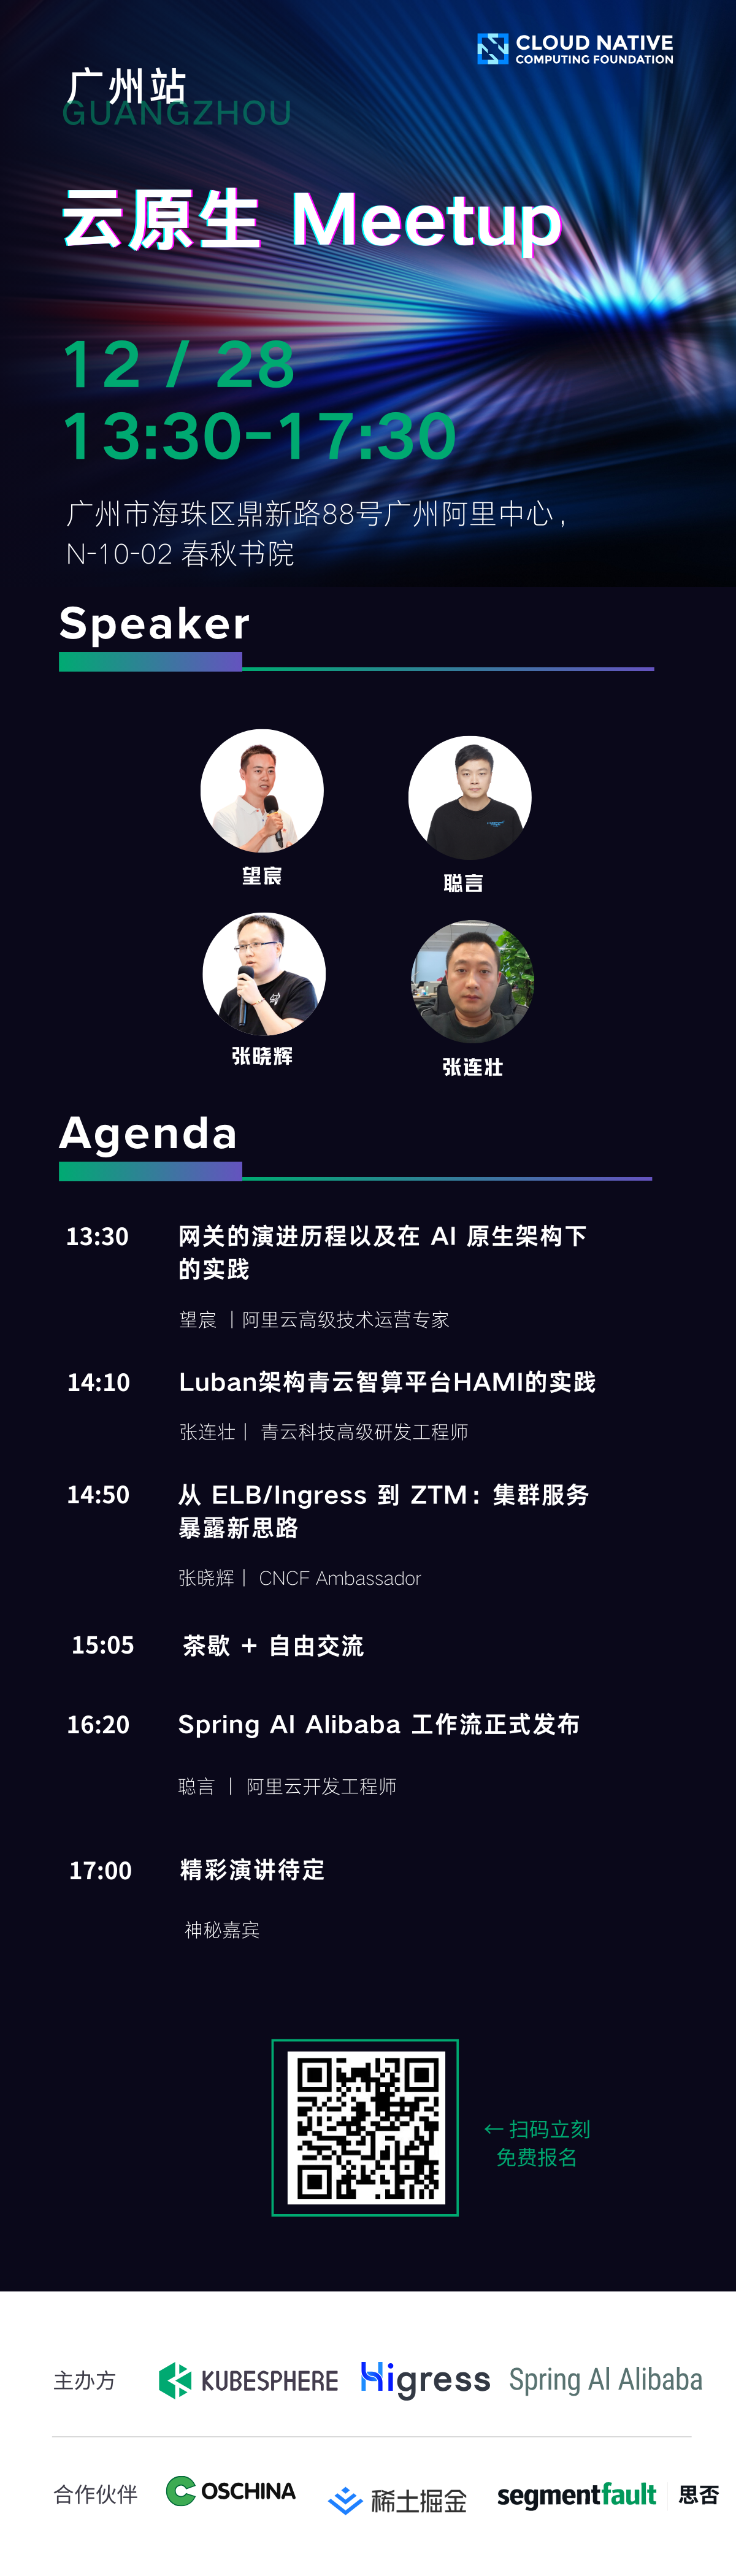 CLOUD NATIVE
COMPUTING FOUNDATION
广州站
GUANGZHOU
云原生 Meetup
12 / 28
13:30-17:30
广州市海珠区鼎新路88号广州阿里中心，
N-10-02 春秋书院
Speaker
望宸
聪言
张晓辉
张连壮
Agenda
13:30 网关的演进历程以及在 AI 原生架构下
的实践
望宸 ｜阿里云高级技术运营专家
14:10 Luban架构青云智算平台HAMI的实践
张连壮｜ 青云科技高级研发工程师
14:50 从 ELB/Ingress 到 ZTM：集群服务
暴露新思路
张晓辉｜ CNCF Ambassador
15:05 茶歇 + 自由交流
16:20 Spring AI Alibaba 工作流正式发布
聪言 ｜ 阿里云开发工程师
17:00 精彩演讲待定
神秘嘉宾
← 扫码立刻
免费报名
主办方 KUBESPHERE Higress Spring AI Alibaba
合作伙伴 OSCHINA 稀土掘金 segmentfault 思否